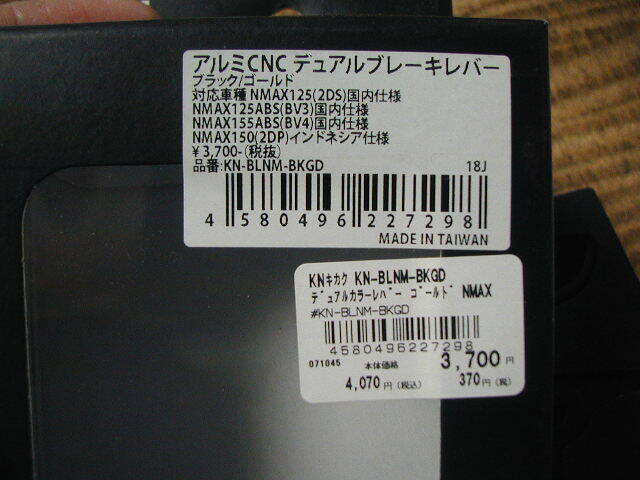 アルミCNC デュアルブレーキレバー
ブラック/ゴールド
対応車種 NMAX125(2DS)国内仕様
NMAX125ABS(BV3)国内仕様
NMAX155ABS(BV4)国内仕様
NMAX150(2DP)インドネシア仕様
¥3,700-(税抜)
品番:KN-BLNM-BKGD 18J
4 580496 227298
MADE IN TAIWAN
KNキカク KN-BLNM-BKGD
デュアルカラーレバー ゴールド NMAX
#KN-BLNM-BKGD
4580496227298
071045 本体価格 3,700円
4,070円(税込) 370円(税)